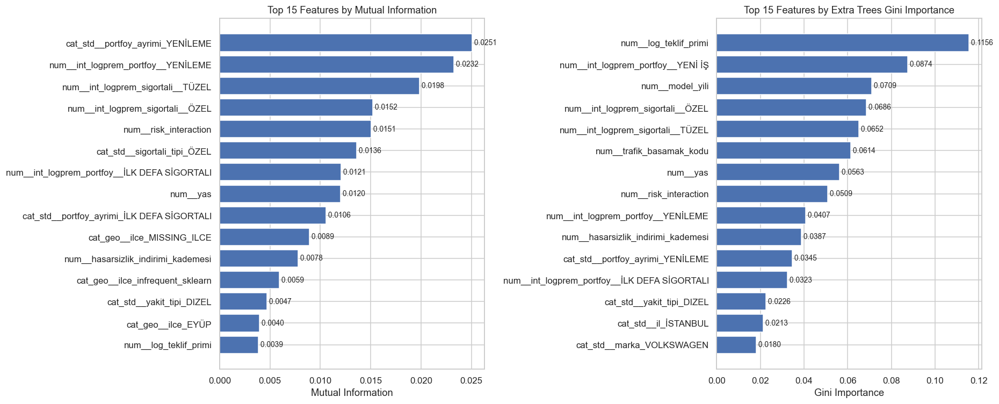 Top 15 Features by Mutual Information
cat_std__portfoy_ayrimi_YENİLEME
0.0251
num__int_logprem_portfoy__YENİLEME
0.0232
num__int_logprem_sigortali__TÜZEL
0.0198
num__int_logprem_sigortali__ÖZEL
0.0152
num__risk_interaction
0.0151
cat_std__sigortali_tipi_ÖZEL
0.0136
num__int_logprem_portfoy__İLK DEFA SİGORTALI
0.0121
num__yas
0.0120
cat_std__portfoy_ayrimi_İLK DEFA SİGORTALI
0.0106
cat_geo__ilce_MISSING_ILCE
0.0089
num__hasarsizlik_indirimi_kademesi
0.0078
cat_geo__ilce_infrequent_sklearn
0.0059
cat_std__yakit_tipi_DIZEL
0.0047
cat_geo__ilce_EYÜP
0.0040
num__log_teklif_primi
0.0039
0.000 0.005 0.010 0.015 0.020 0.025
Mutual Information
Top 15 Features by Extra Trees Gini Importance
num__log_teklif_primi
0.1156
num__int_logprem_portfoy__YENİ İŞ
0.0874
num__model_yili
0.0709
num__int_logprem_sigortali__ÖZEL
0.0686
num__int_logprem_sigortali__TÜZEL
0.0652
num__trafik_basamak_kodu
0.0614
num__yas
0.0563
num__risk_interaction
0.0509
num__int_logprem_portfoy__YENİLEME
0.0407
num__hasarsizlik_indirimi_kademesi
0.0387
cat_std__portfoy_ayrimi_YENİLEME
0.0345
num__int_logprem_portfoy__İLK DEFA SİGORTALI
0.0323
cat_std__yakit_tipi_DIZEL
0.0226
cat_std__il_İSTANBUL
0.0213
cat_std__marka_VOLKSWAGEN
0.0180
0.00 0.02 0.04 0.06 0.08 0.10 0.12
Gini Importance